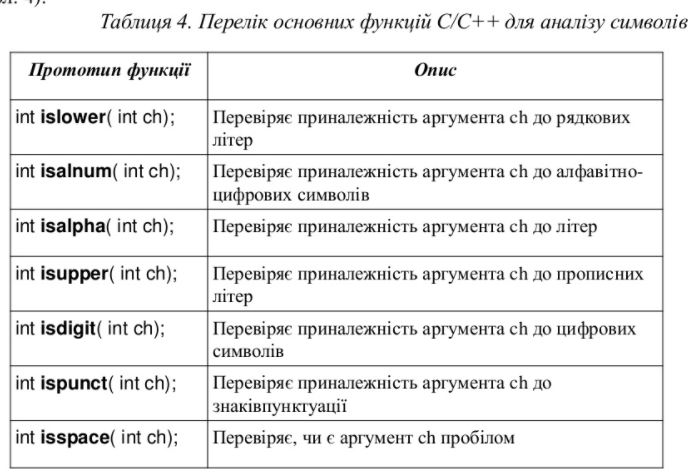 л. 4).
Таблиця 4. Перелік основних функцій C/C++ для аналізу символів
Прототип функції
Опис
int islower( int ch);
Перевіряє приналежність аргумента ch до рядкових
літер
int isalnum( int ch);
Перевіряє приналежність аргумента ch до алфавітно-
цифрових символів
int isalpha( int ch);
Перевіряє приналежність аргумента ch до літер
int isupper( int ch);
Перевіряє приналежність аргумента ch до прописних
літер
int isdigit( int ch);
Перевіряє приналежність аргумента ch до цифрових
символів
int ispunct( int ch);
Перевіряє приналежність аргумента ch до
знаківпунктуації
int isspace( int ch);
Перевіряє, чи є аргумент ch пробілом